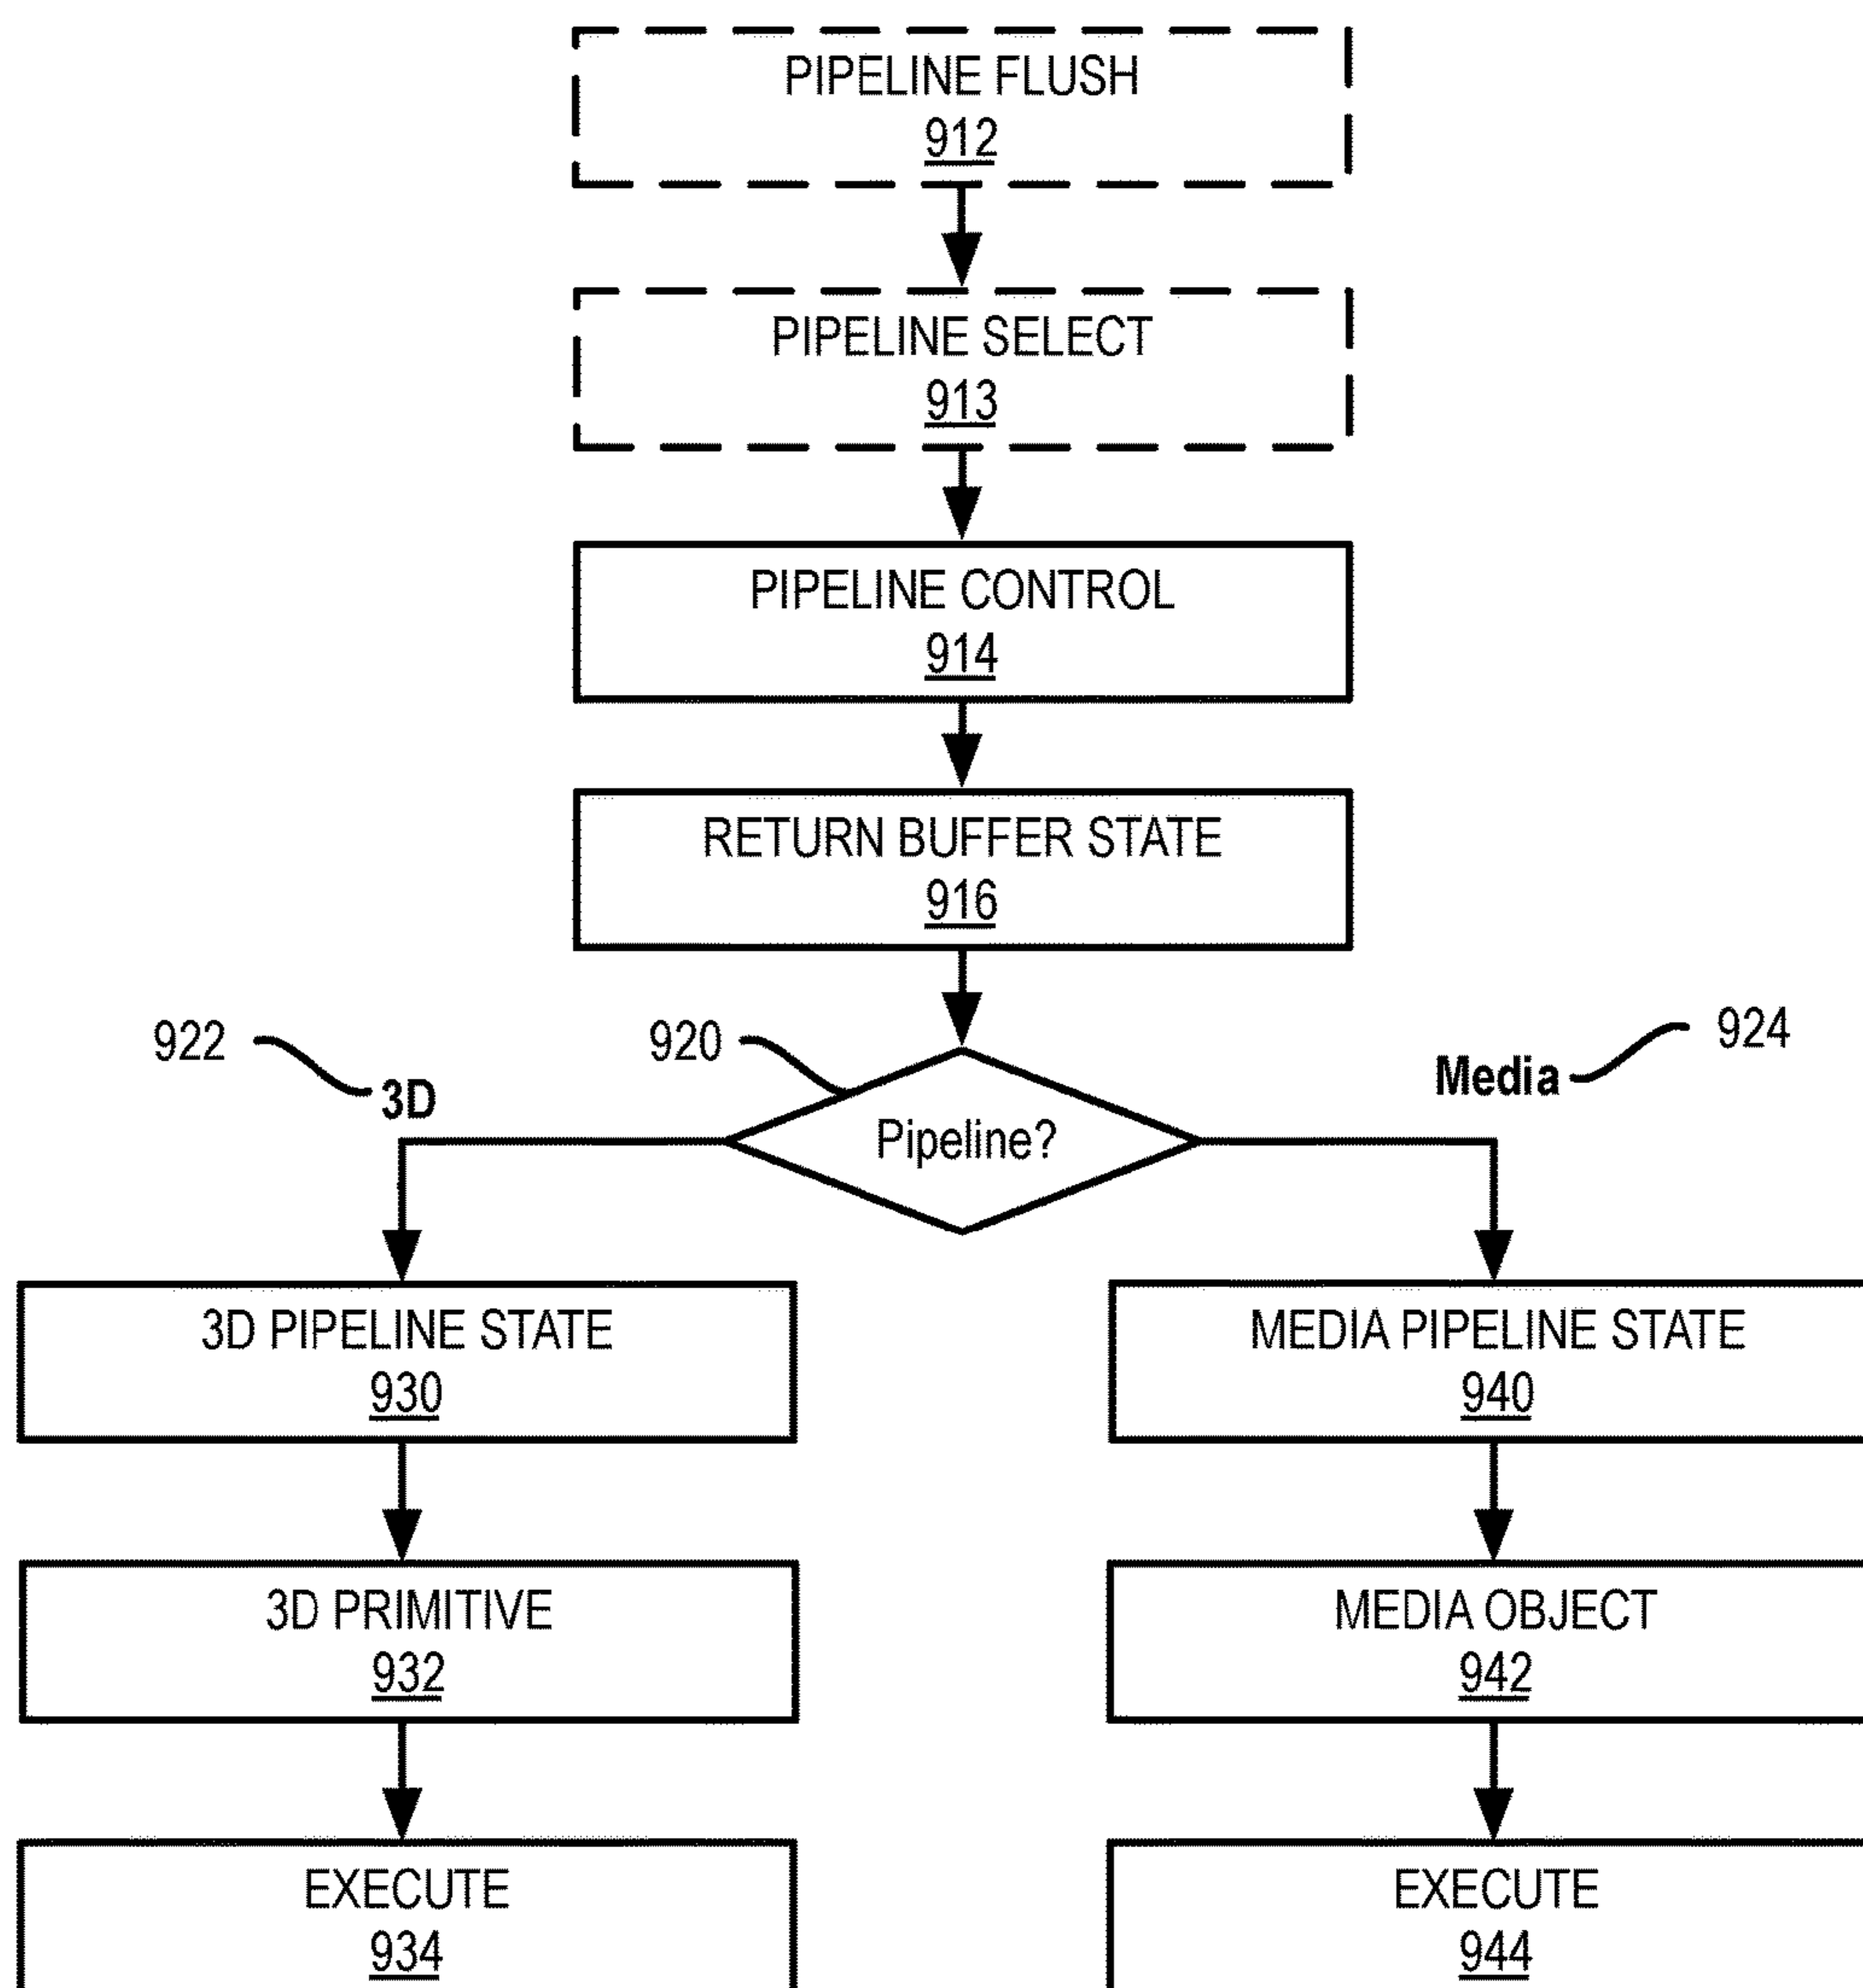 PIPELINE FLUSH
912
PIPELINE SELECT
913
PIPELINE CONTROL
914
RETURN BUFFER STATE
916
922
3D
920
Pipeline?
Media
924
3D PIPELINE STATE
930
MEDIA PIPELINE STATE
940
3D PRIMITIVE
932
MEDIA OBJECT
942
EXECUTE
934
EXECUTE
944